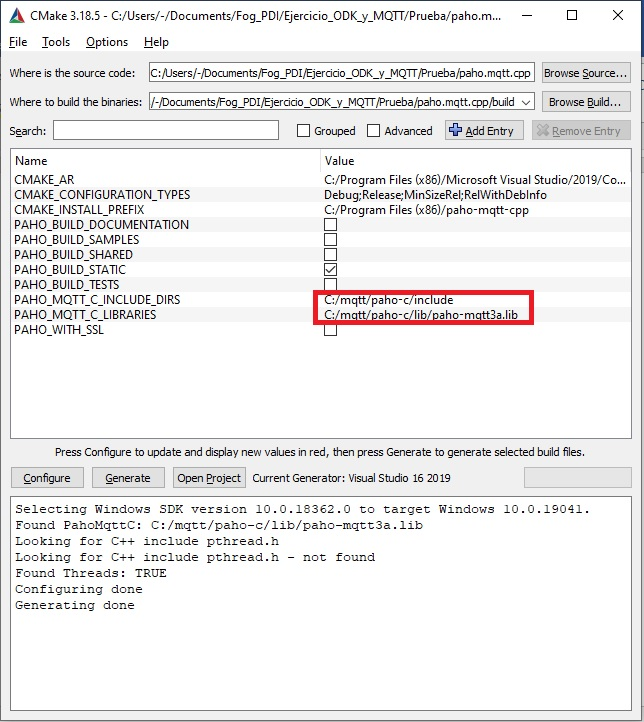 CMake 3.18.5 - C:/Users/-/Documents/Fog_PDI/Ejercicio_ODK_y_MQTT/Prueba/paho.m...
File Tools Options Help
Where is the source code: C:/Users/-/Documents/Fog_PDI/Ejercicio_ODK_y_MQTT/Prueba/paho.mqtt.cpp Browse Source...
Where to build the binaries: /-/Documents/Fog_PDI/Ejercicio_ODK_y_MQTT/Prueba/paho.mqtt.cpp/build Browse Build...
Search: Grouped Advanced Add Entry Remove Entry
Name Value
CMAKE_AR C:/Program Files (x86)/Microsoft Visual Studio/2019/Co...
CMAKE_CONFIGURATION_TYPES Debug;Release;MinSizeRel;RelWithDebInfo
CMAKE_INSTALL_PREFIX C:/Program Files (x86)/paho-mqtt-cpp
PAHO_BUILD_DOCUMENTATION
PAHO_BUILD_SAMPLES
PAHO_BUILD_SHARED
PAHO_BUILD_STATIC
PAHO_BUILD_TESTS
PAHO_MQTT_C_INCLUDE_DIRS C:/mqtt/paho-c/include
PAHO_MQTT_C_LIBRARIES C:/mqtt/paho-c/lib/paho-mqtt3a.lib
PAHO_WITH_SSL
Press Configure to update and display new values in red, then press Generate to generate selected build files.
Configure Generate Open Project Current Generator: Visual Studio 16 2019
Selecting Windows SDK version 10.0.18362.0 to target Windows 10.0.19041.
Found PahoMqttC: C:/mqtt/paho-c/lib/paho-mqtt3a.lib
Looking for C++ include pthread.h
Looking for C++ include pthread.h - not found
Found Threads: TRUE
Configuring done
Generating done